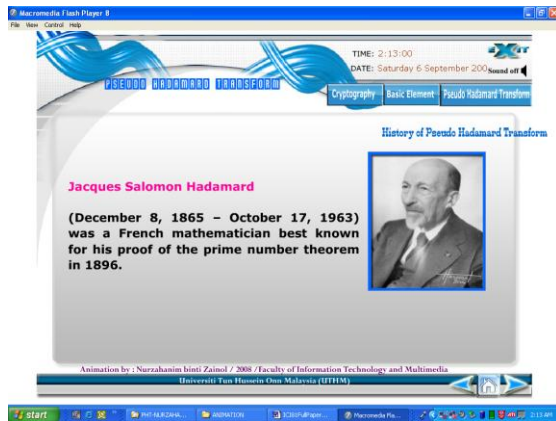 Macromedia Flash Player 8
File View Control Help
EXIT
TIME: 2:13:00
DATE: Saturday 6 September 200
Sound off
PSEUDO HADAMARD TRANSFORM
Cryptography Basic Element Pseudo Hadamard Transform
History of Pseudo Hadamard Transform
Jacques Salomon Hadamard
(December 8, 1865 – October 17, 1963)
was a French mathematician best known
for his proof of the prime number theorem
in 1896.
Animation by : Nurzahanim binti Zainol / 2008 /Faculty of Information Technology and Multimedia
Universiti Tun Hussein Onn Malaysia (UTHM)
start PHT-NURZAHA... ANIMATION Macromedia Fla... 2:13 AM